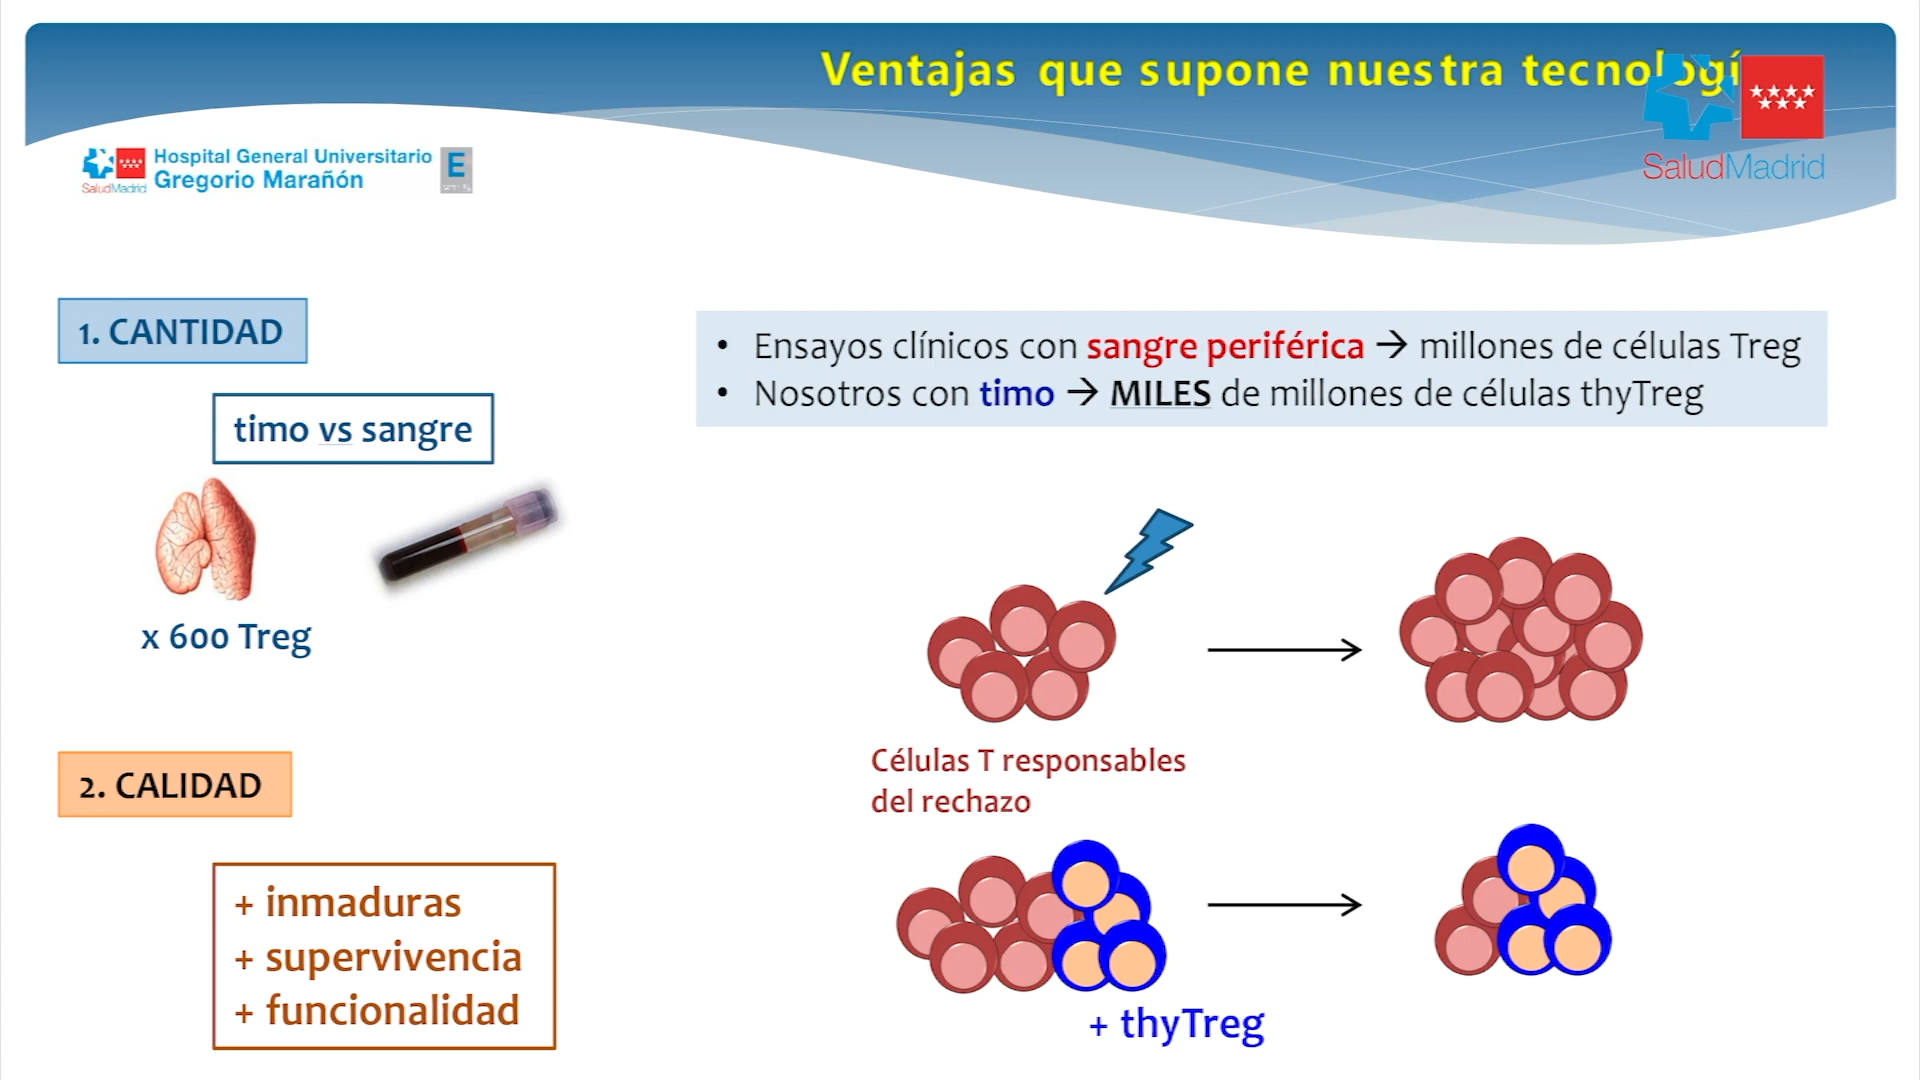 Ventajas que supone nuestra tecnologí
SaludMadrid
SaludMadrid
Hospital General Universitario
Gregorio Marañón
E
1. CANTIDAD
timo vs sangre
x 600 Treg
• Ensayos clínicos con sangre periférica → millones de células Treg
• Nosotros con timo → MILES de millones de células thyTreg
Células T responsables
del rechazo
2. CALIDAD
+ inmaduras
+ supervivencia
+ funcionalidad
+ thyTreg